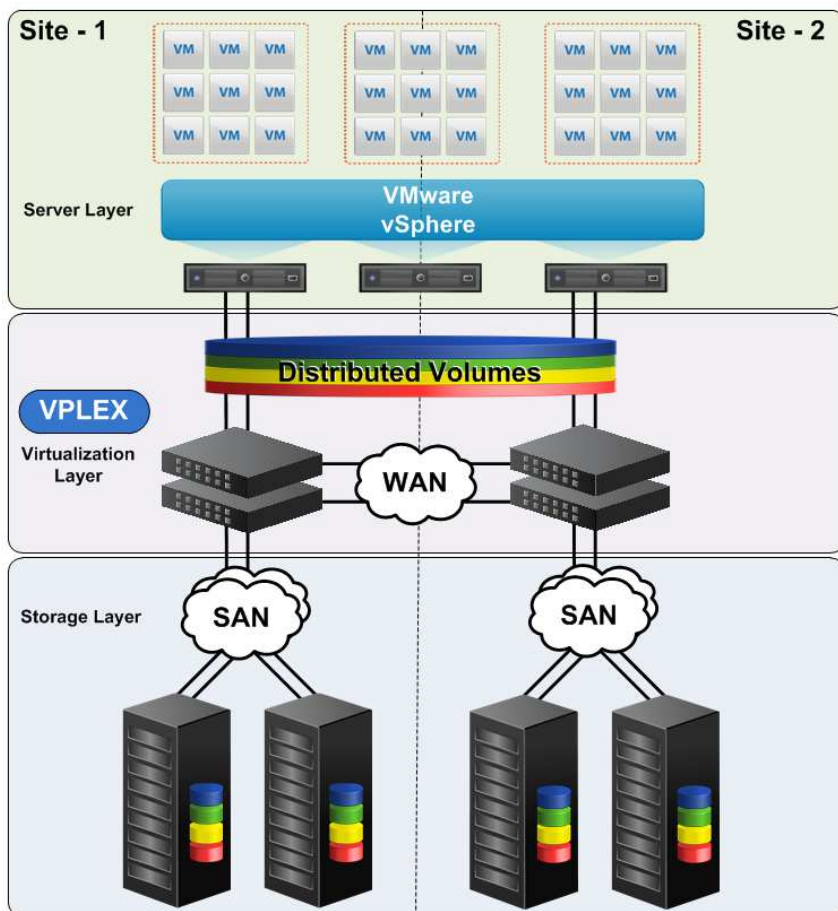 Site - 1
Site - 2
VM VM VM VM VM VM VM VM VM
VM VM VM VM VM VM VM VM VM
VM VM VM VM VM VM VM VM VM
Server Layer
VMware
vSphere
Distributed Volumes
VPLEX
Virtualization
Layer
WAN
Storage Layer
SAN
SAN